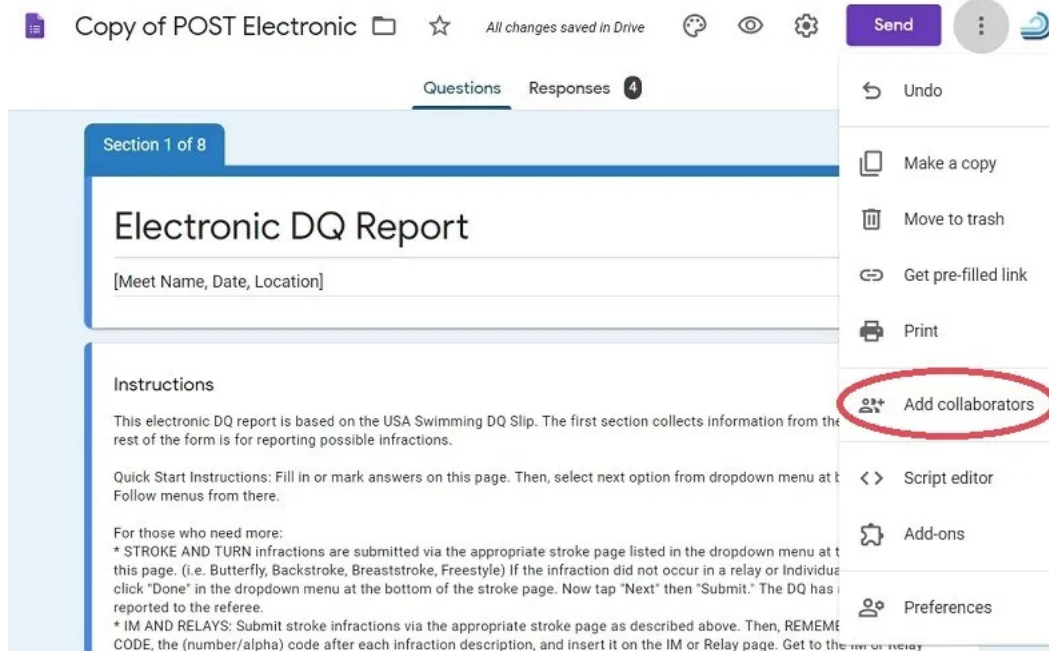 Copy of POST Electronic
All changes saved in Drive
Send
Questions Responses 4
Section 1 of 8
Electronic DQ Report
[Meet Name, Date, Location]
Instructions
This electronic DQ report is based on the USA Swimming DQ Slip. The first section collects information from the
rest of the form is for reporting possible infractions.
Quick Start Instructions: Fill in or mark answers on this page. Then, select next option from dropdown menu at
Follow menus from there.
For those who need more:
* STROKE AND TURN infractions are submitted via the appropriate stroke page listed in the dropdown menu at
this page. (i.e. Butterfly, Backstroke, Breaststroke, Freestyle) If the infraction did not occur in a relay or
click "Done" in the dropdown menu at the bottom of the stroke page. Now tap "Next" then "Submit." The DQ has
reported to the referee.
* IM AND RELAYS: Submit stroke infractions via the appropriate stroke page as described above. Then,
CODE, the (number/alpha) code after each infraction description, and insert it on the IM or Relay page. Get to the IM or Relay
Undo
Make a copy
Move to trash
Get pre-filled link
Print
Add collaborators
Script editor
Add-ons
Preferences